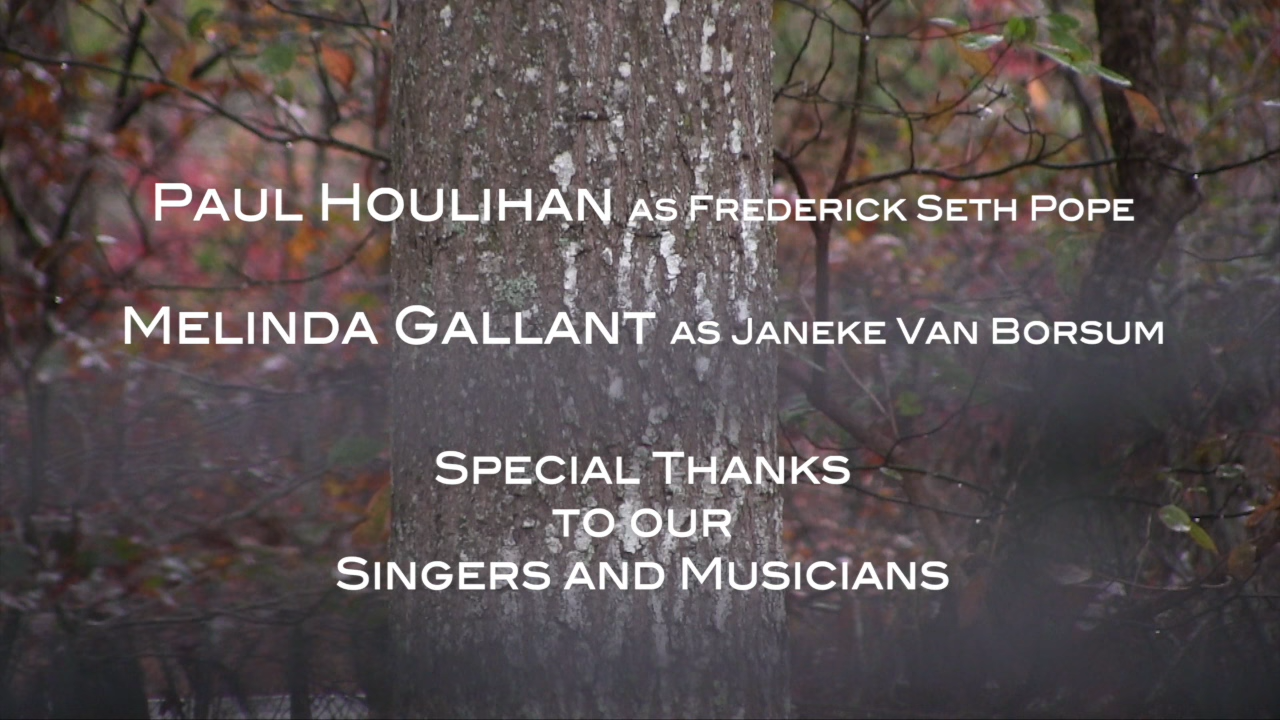 Paul Houlihan as Frederick Seth Pope
Melinda Gallant as Janeke Van Borsum
Special Thanks
to our
Singers and Musicians